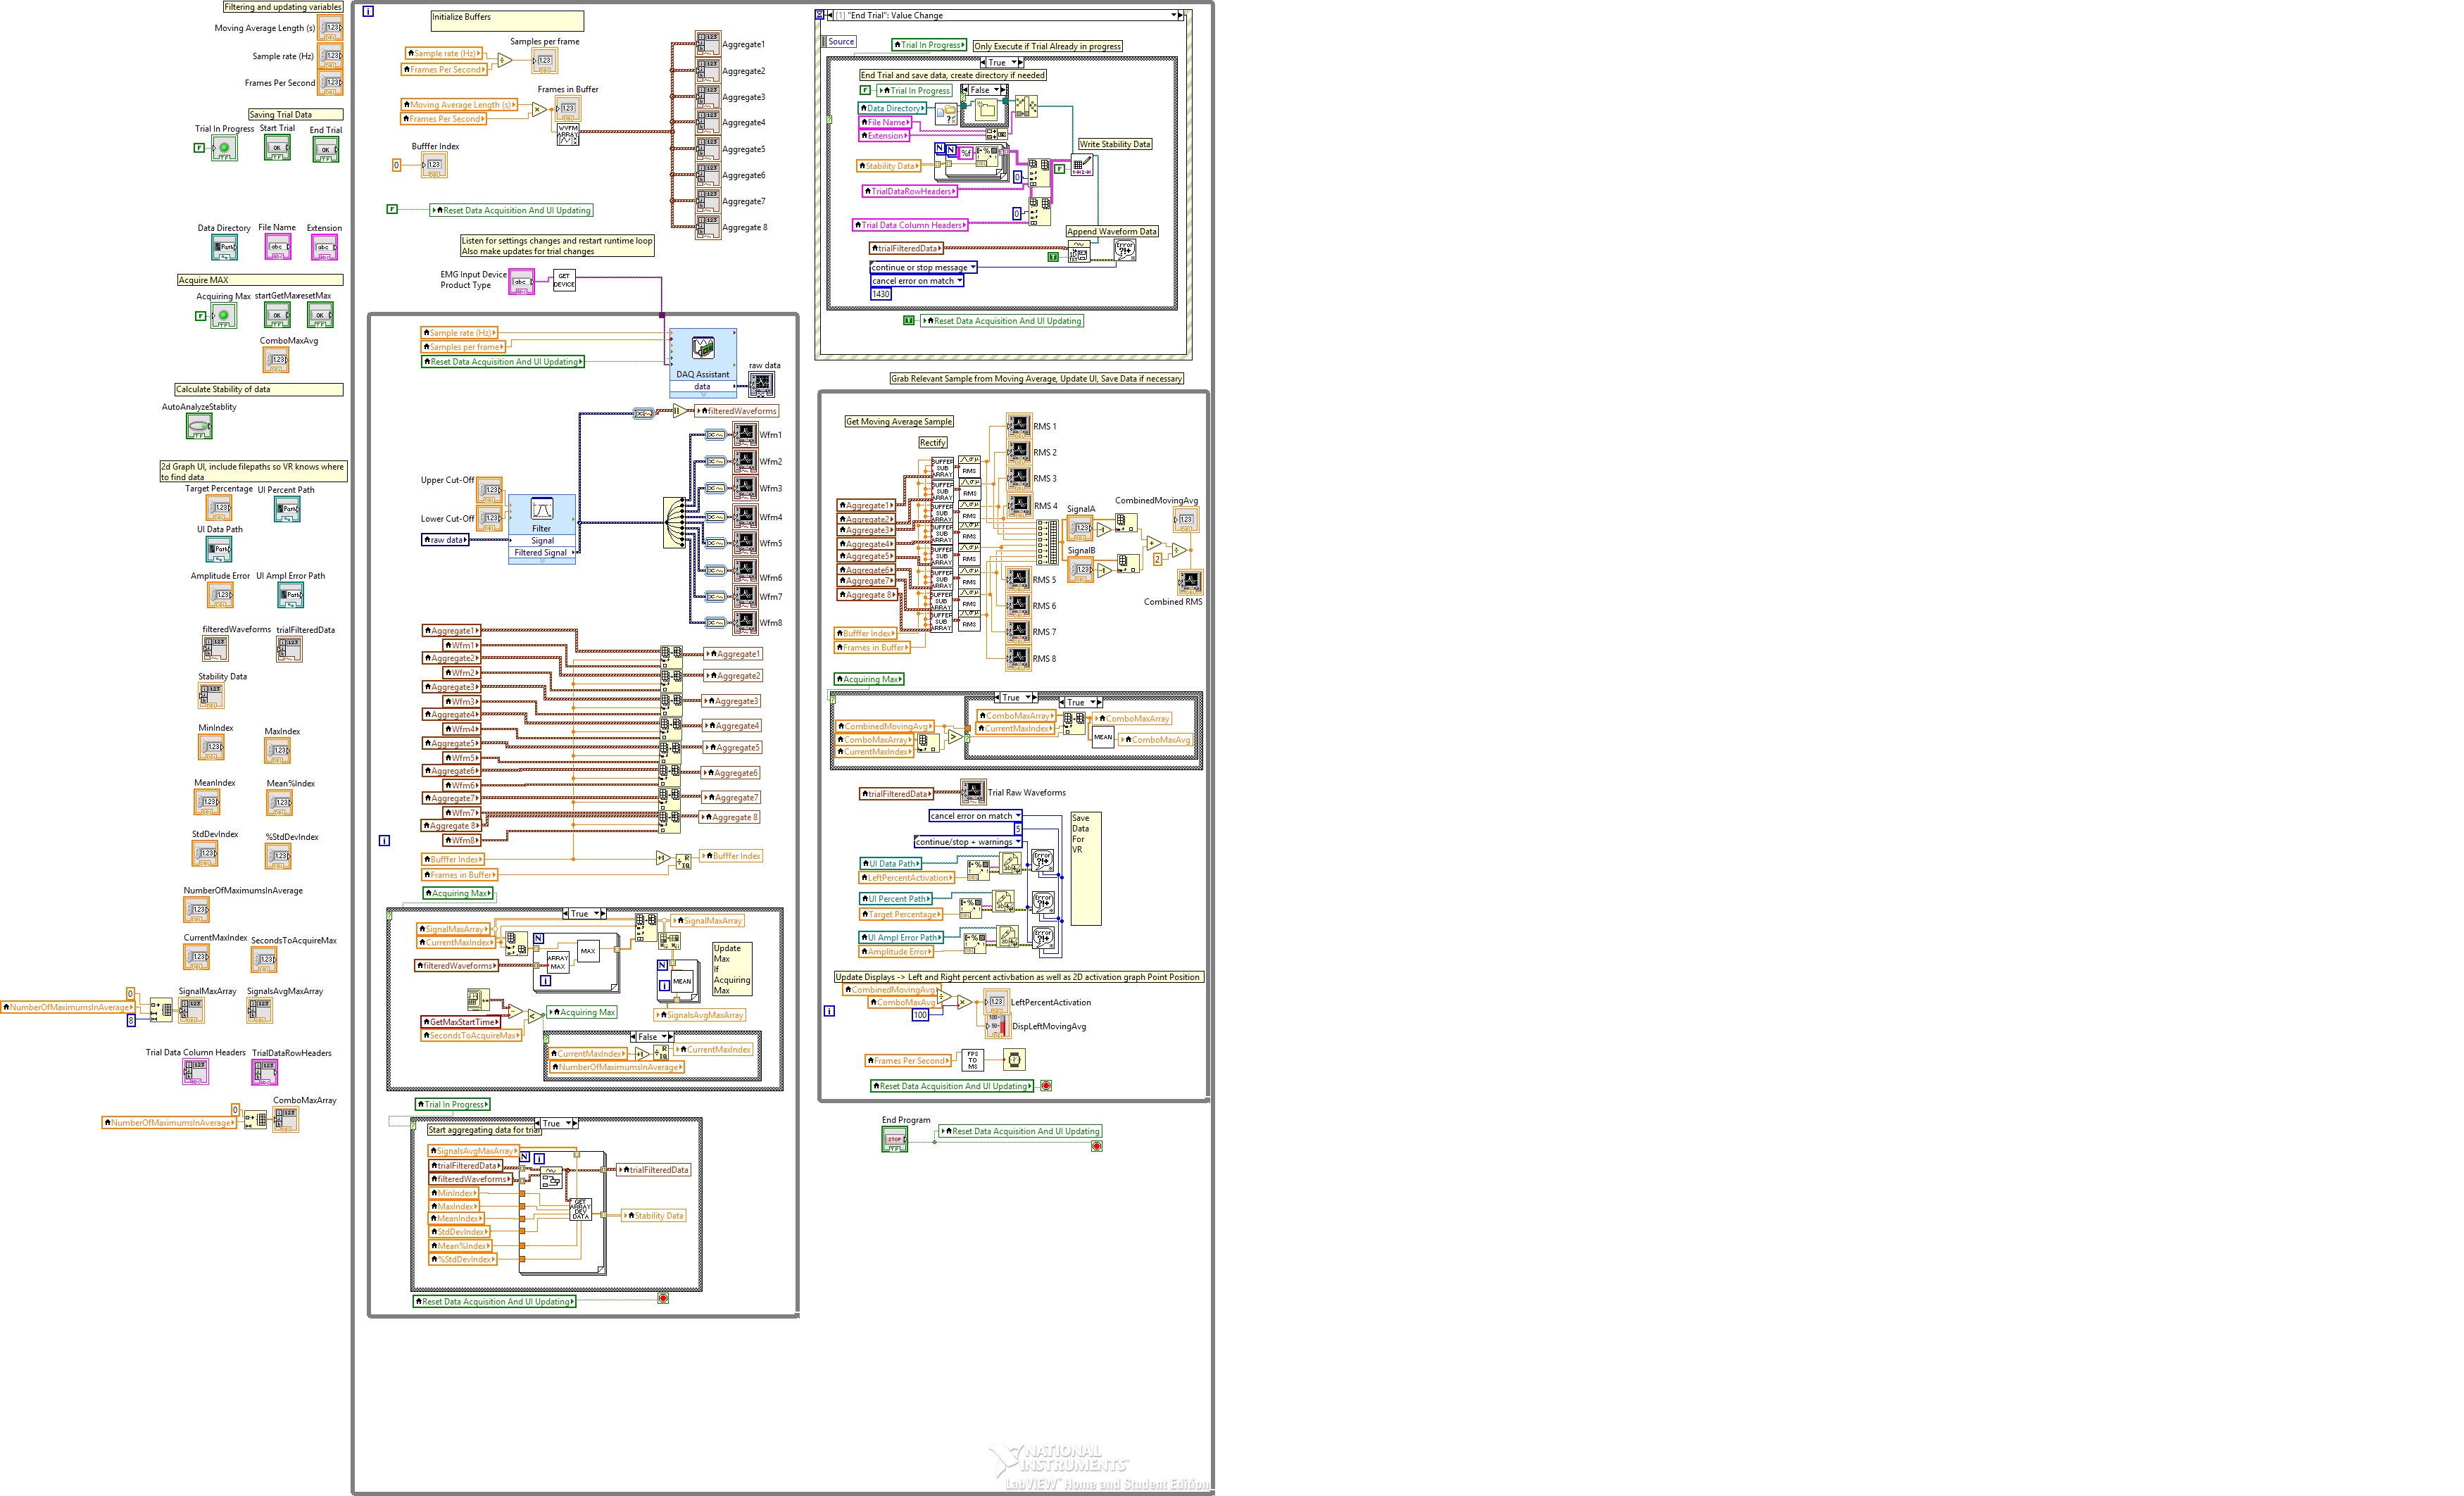 Filtering and updating variables
Moving Average Length (s)
Sample rate (Hz)
Frames Per Second
Saving Trial Data
Trial In Progress
Start Trial
End Trial
Data Directory
File Name
Extension
Acquire MAX
Acquiring Max
startGetMax
resetMax
ComboMaxAvg
Calculate Stability of data
AutoAnalyzeStablity
2d Graph UI, include filepaths so VR knows where
to find data
Target Percentage
UI Percent Path
UI Data Path
Amplitude Error
UI Ampl Error Path
filteredWaveforms
trialFilteredData
Stability Data
MinIndex
MaxIndex
MeanIndex
Mean%Index
StdDevIndex
%StdDevIndex
NumberOfMaximumsInAverage
CurrentMaxIndex
SecondsToAcquireMax
0
NumberOfMaximumsInAverage
8
SignalMaxArray
SignalsAvgMaxArray
Trial Data Column Headers
TrialDataRowHeaders
0
NumberOfMaximumsInAverage
ComboMaxArray
Initialize Buffers
Sample rate (Hz)
Frames Per Second
Samples per frame
Moving Average Length (s)
Frames Per Second
Frames in Buffer
WVFM
ARRAY
Bufffer Index
0
Reset Data Acquisition And UI Updating
Aggregate1
Aggregate2
Aggregate3
Aggregate4
Aggregate5
Aggregate6
Aggregate7
Aggregate 8
Listen for settings changes and restart runtime loop
Also make updates for trial changes
EMG Input Device
Product Type
GET
DEVICE
Sample rate (Hz)
Samples per frame
Reset Data Acquisition And UI Updating
DAQ Assistant
data
raw data
filteredWaveforms
Wfm1
Wfm2
Wfm3
Wfm4
Wfm5
Wfm6
Wfm7
Wfm8
Upper Cut-Off
Lower Cut-Off
raw data
Filter
Signal
Filtered Signal
Aggregate1
Wfm1
Aggregate2
Wfm2
Aggregate3
Wfm3
Aggregate4
Wfm4
Aggregate5
Wfm5
Aggregate6
Wfm6
Aggregate7
Wfm7
Aggregate 8
Wfm8
Aggregate1
Aggregate2
Aggregate3
Aggregate4
Aggregate5
Aggregate6
Aggregate7
Aggregate 8
Bufffer Index
Frames in Buffer
Bufffer Index
Acquiring Max
True
SignalMaxArray
CurrentMaxIndex
filteredWaveforms
ARRAY
MAX
MAX
SignalMaxArray
MEAN
SignalsAvgMaxArray
Update
Max
If
Acquiring
Max
GetMaxStartTime
SecondsToAcquireMax
Acquiring Max
False
CurrentMaxIndex
NumberOfMaximumsInAverage
CurrentMaxIndex
Trial In Progress
True
Start aggregating data for trial
SignalsAvgMaxArray
trialFilteredData
filteredWaveforms
MinIndex
MaxIndex
MeanIndex
StdDevIndex
Mean%Index
%StdDevIndex
GET
ARRAY
DEV
DATA
trialFilteredData
Stability Data
Reset Data Acquisition And UI Updating
[1] "End Trial": Value Change
Source
Trial In Progress
Only Execute if Trial Already in progress
True
End Trial and save data, create directory if needed
Trial In Progress
False
Data Directory
File Name
Extension
Stability Data
%f
0
TrialDataRowHeaders
0
Trial Data Column Headers
Write Stability Data
Append Waveform Data
trialFilteredData
continue or stop message
cancel error on match
1430
Reset Data Acquisition And UI Updating
Grab Relevant Sample from Moving Average, Update UI, Save Data if necessary
Get Moving Average Sample
Rectify
BUFFER
SUB
ARRAY
RMS
RMS 1
RMS 2
RMS 3
RMS 4
Aggregate1
Aggregate2
Aggregate3
Aggregate4
Aggregate5
Aggregate6
Aggregate7
Aggregate 8
Bufffer Index
Frames in Buffer
RMS 5
RMS 6
RMS 7
RMS 8
SignalA
SignalB
2
CombinedMovingAvg
Combined RMS
Acquiring Max
True
True
CombinedMovingAvg
ComboMaxArray
CurrentMaxIndex
ComboMaxArray
CurrentMaxIndex
MEAN
ComboMaxArray
ComboMaxAvg
trialFilteredData
Trial Raw Waveforms
cancel error on match
5
continue/stop + warnings
UI Data Path
LeftPercentActivation
UI Percent Path
Target Percentage
UI Ampl Error Path
Amplitude Error
Save
Data
For
VR
Update Displays -> Left and Right percent activbation as well as 2D activation graph Point Position
CombinedMovingAvg
ComboMaxAvg
100
LeftPercentActivation
DispLeftMovingAvg
Frames Per Second
FPS
TO
MS
Reset Data Acquisition And UI Updating
End Program
STOP
Reset Data Acquisition And UI Updating
NATIONAL
INSTRUMENTS
LabVIEW™ Home and Student Edition